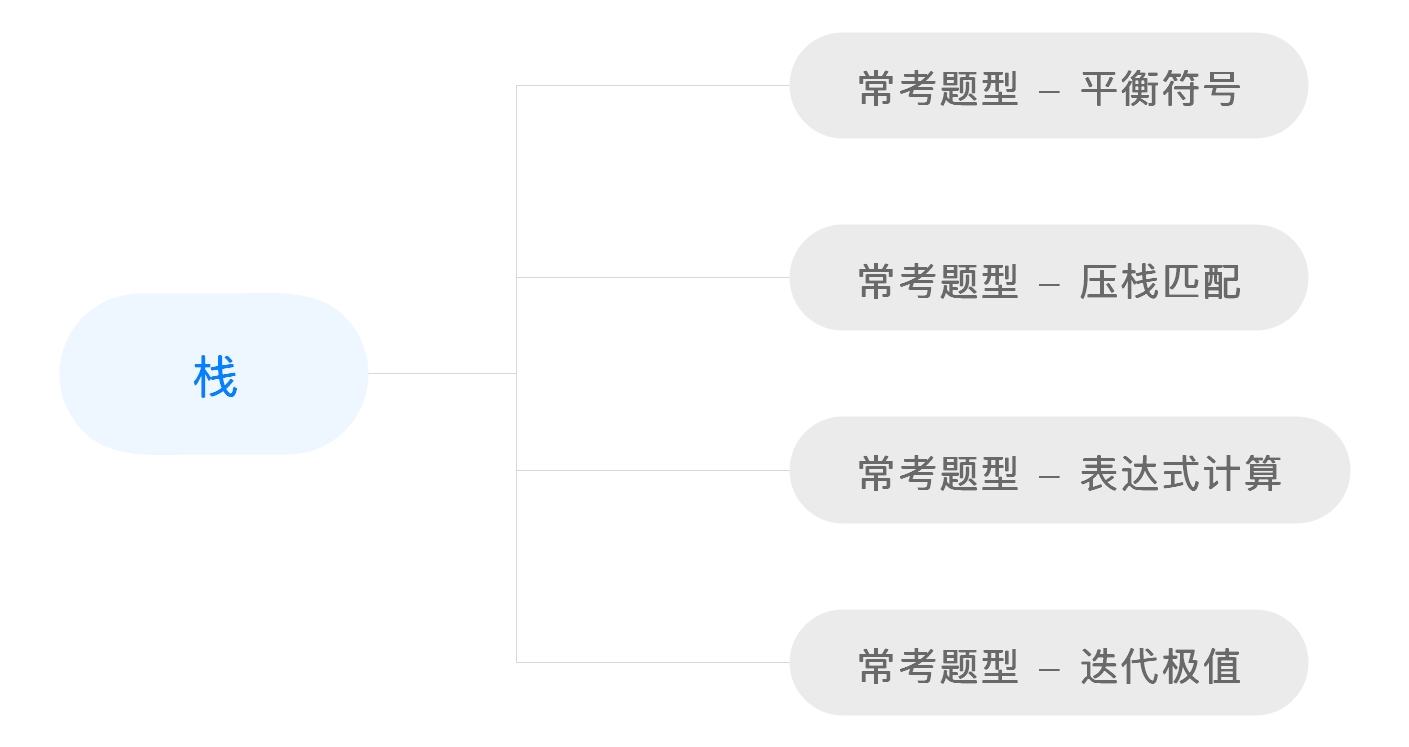 常考题型 – 平衡符号
常考题型 – 压栈匹配
栈
常考题型 – 表达式计算
常考题型 – 迭代极值